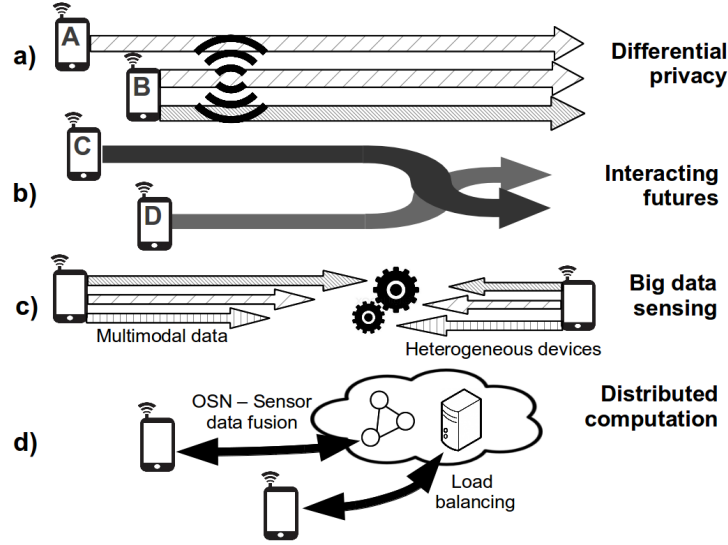 a)
A
B
Differential
privacy
b)
C
D
Interacting
futures
c)
Multimodal data
Heterogeneous devices
Big data
sensing
d)
OSN – Sensor
data fusion
Load
balancing
Distributed
computation